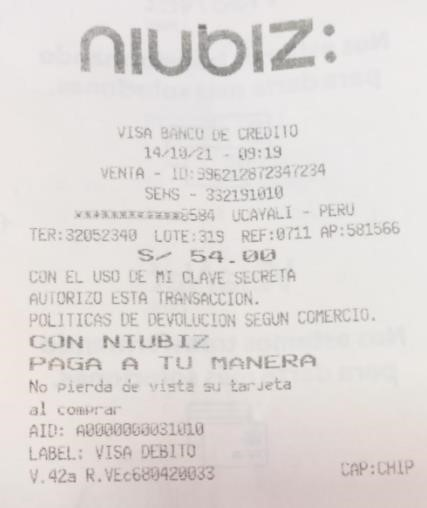 niubiz:
VISA BANCO DE CREDITO
14/10/21 - 09:19
VENTA - ID:396212872347234
SENS - 332191010
************8584 UCAYALI - PERU
TER:32052340 LOTE:319 REF:0711 AP:581566
S/ 54.00
CON EL USO DE MI CLAVE SECRETA
AUTORIZO ESTA TRANSACCION.
POLITICAS DE DEVOLUCION SEGUN COMERCIO.
CON NIUBIZ
PAGA A TU MANERA
No pierda de vista su tarjeta
al comprar
AID: A0000000031010
LABEL: VISA DEBITO
V.42a R.VEc680420033 CAP:CHIP